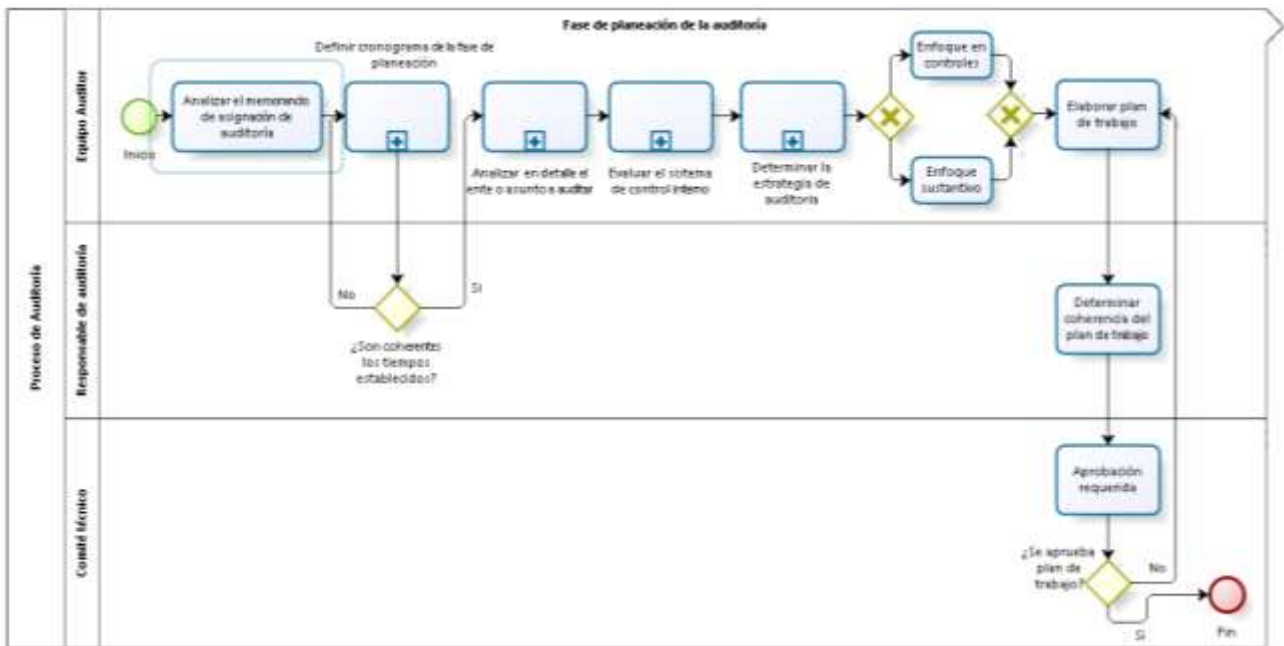 Fase de planeación de la auditoría
Proceso de Auditoría
Equipo Auditor
Inicio
Analizar el memorando
de asignación de
auditoría
Definir cronograma de la fase de
planeación
Analizar en detalle el
ente o asunto a auditar
Evaluar el sistema
de control interno
Determinar la
estrategia de
auditoría
Enfoque en
controles
Enfoque
sustantivo
Elaborar plan
de trabajo
Responsable de auditoría
No
Si
¿Son coherentes
los tiempos
establecidos?
Determinar
coherencia del
plan de trabajo
Comité técnico
Aprobación
requerida
¿Se aprueba
plan de
trabajo?
No
Si
Fin